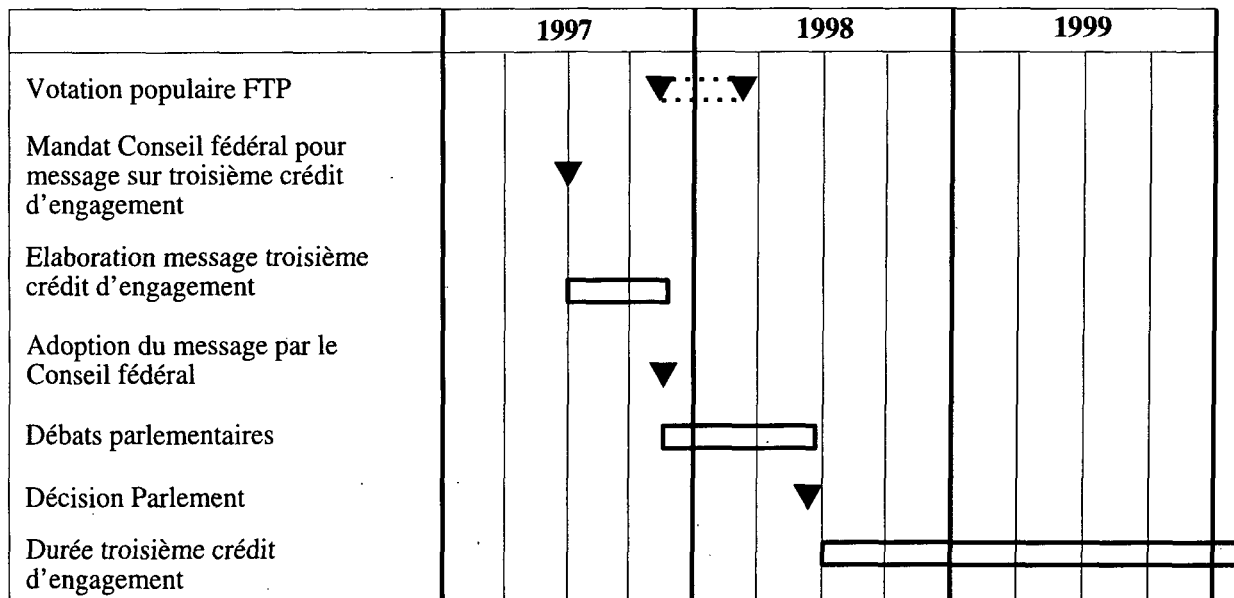 1997 1998 1999
Votation populaire FTP
Mandat Conseil fédéral pour
message sur troisième crédit
d'engagement
Elaboration message troisième
crédit d'engagement
Adoption du message par le
Conseil fédéral
Débats parlementaires
Décision Parlement
Durée troisième crédit
d'engagement